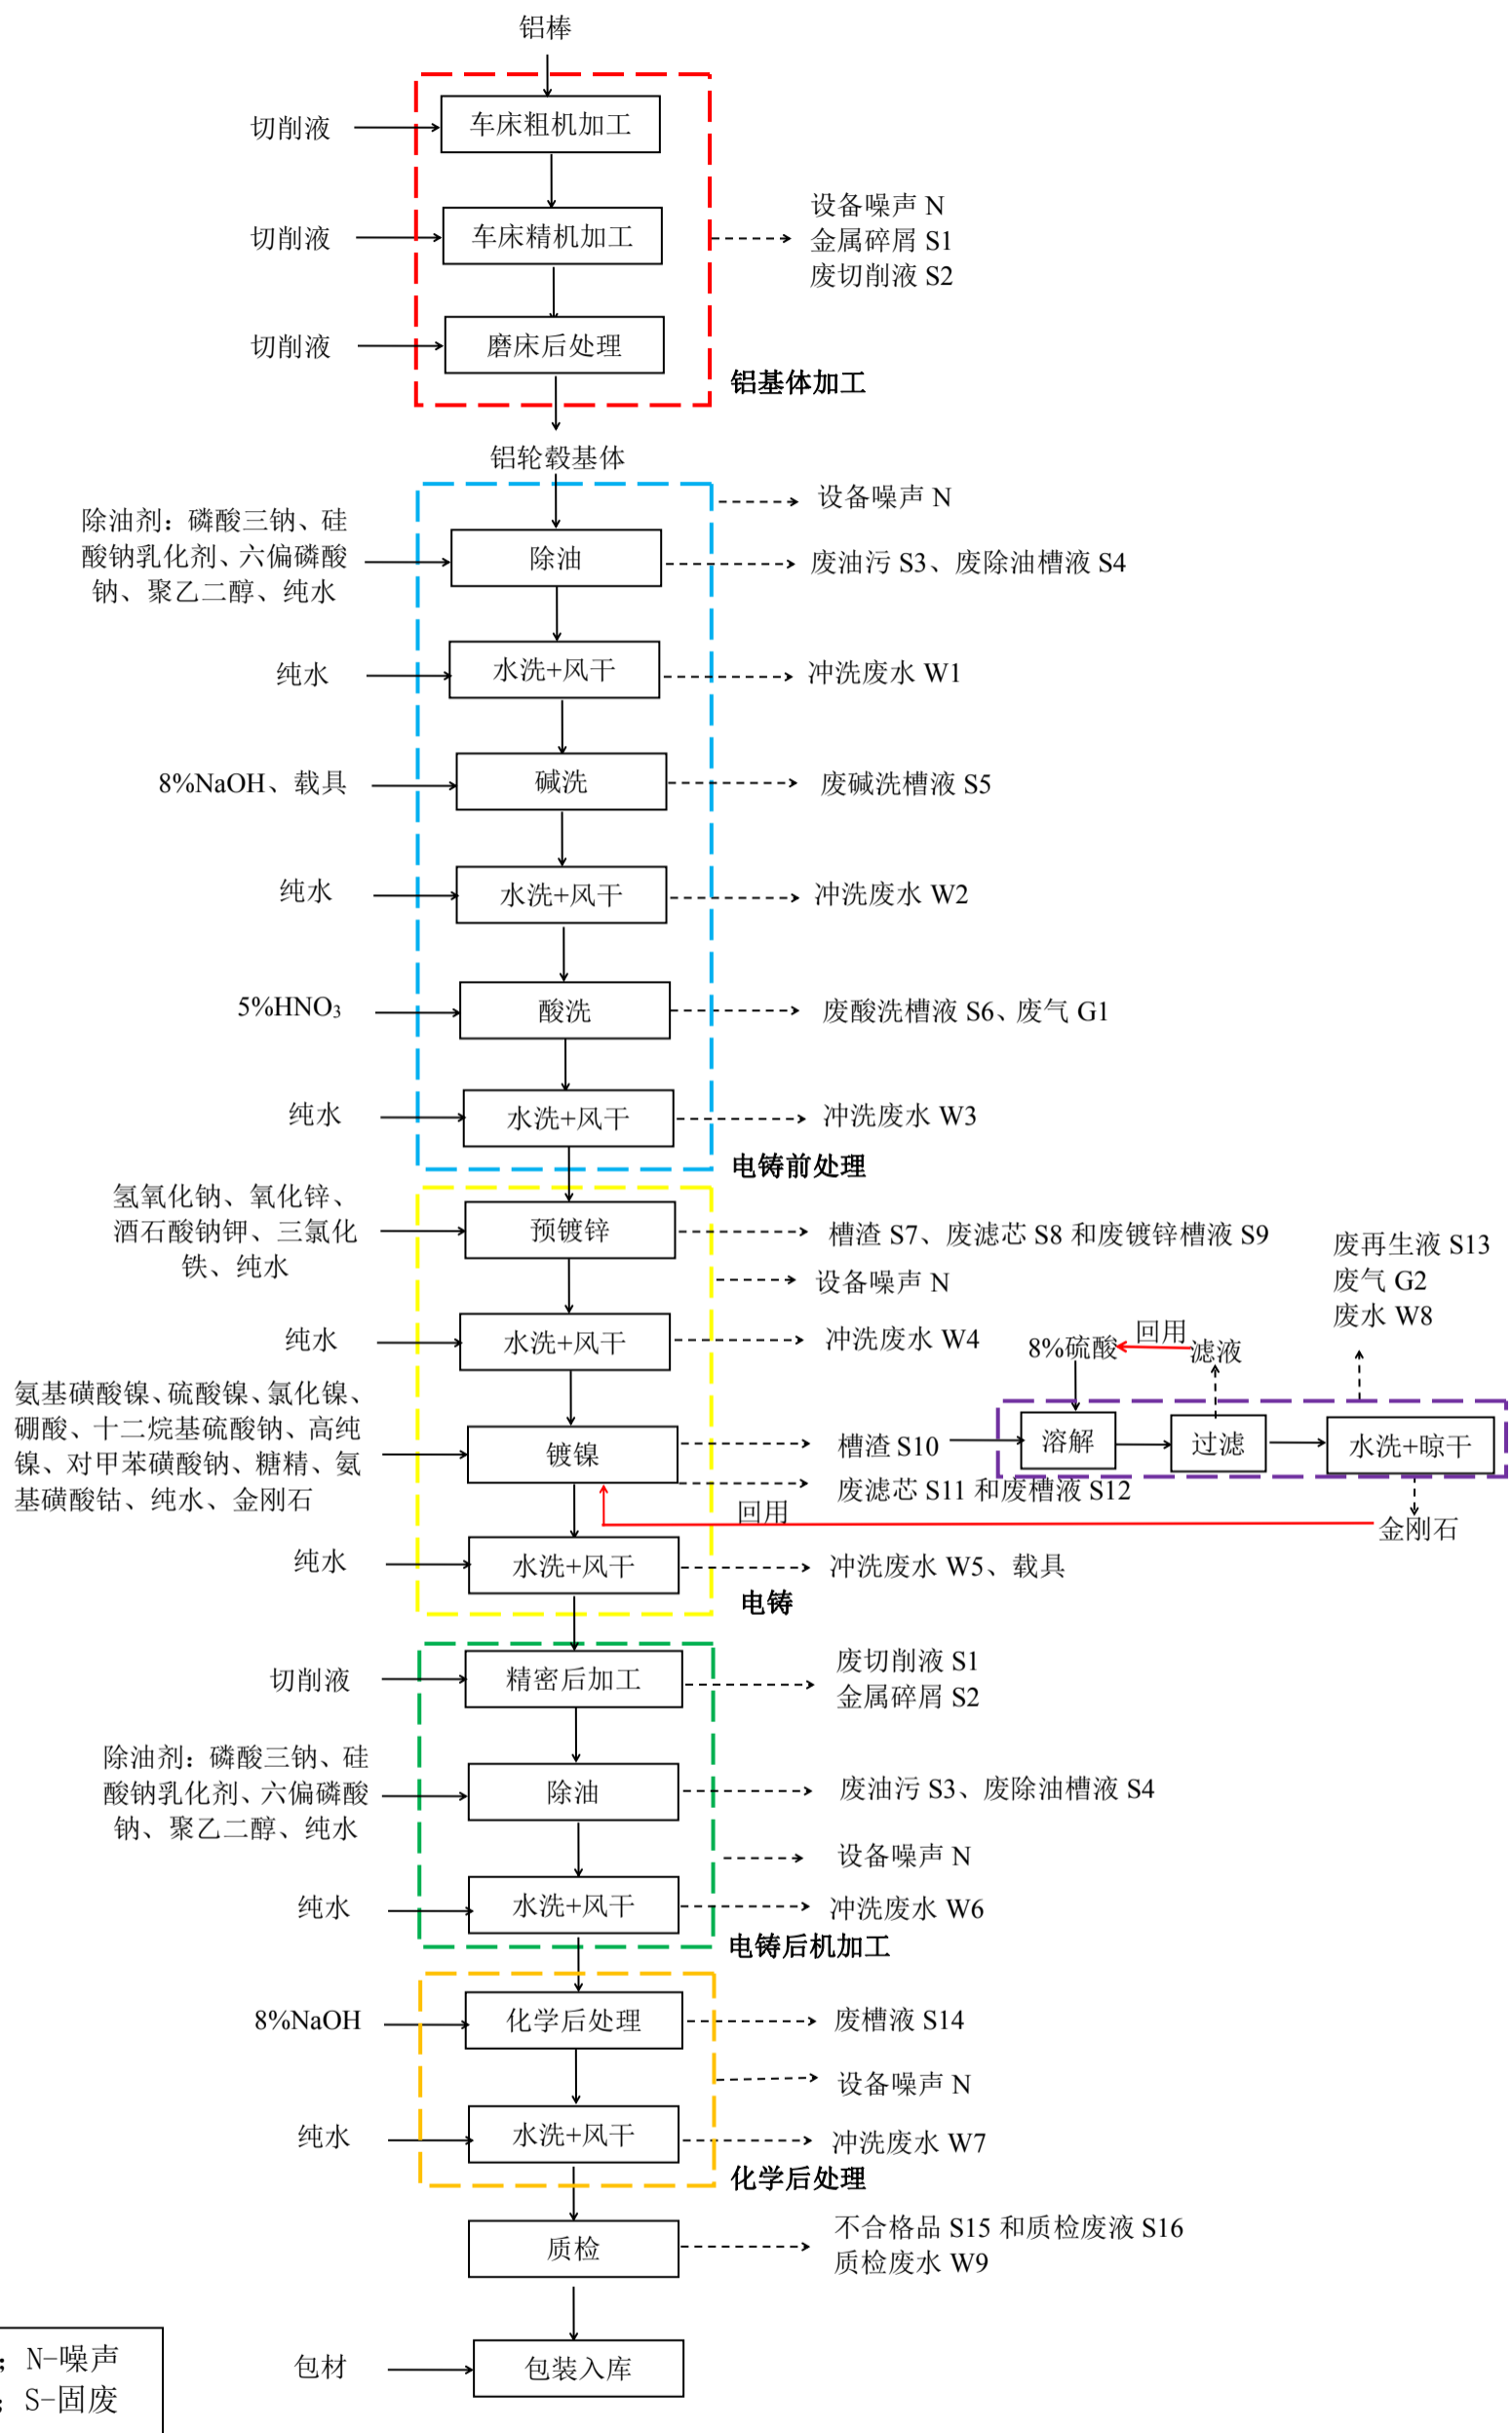 铝棒
切削液
车床粗机加工
切削液
车床精机加工
设备噪声 N
金属碎屑 S1
废切削液 S2
切削液
磨床后处理
铝基体加工
铝轮毂基体
设备噪声 N
除油剂：磷酸三钠、硅
酸钠乳化剂、六偏磷酸
钠、聚乙二醇、纯水
除油
废油污 S3、废除油槽液 S4
纯水
水洗+风干
冲洗废水 W1
8%NaOH、载具
碱洗
废碱洗槽液 S5
纯水
水洗+风干
冲洗废水 W2
5%HNO₃
酸洗
废酸洗槽液 S6、废气 G1
纯水
水洗+风干
冲洗废水 W3
电铸前处理
氢氧化钠、氧化锌、
酒石酸钠钾、三氯化
铁、纯水
预镀锌
槽渣 S7、废滤芯 S8 和废镀锌槽液 S9
设备噪声 N
废再生液 S13
废气 G2
废水 W8
纯水
水洗+风干
冲洗废水 W4
8%硫酸
回用
滤液
氨基磺酸镍、硫酸镍、氯化镍、
硼酸、十二烷基硫酸钠、高纯
镍、对甲苯磺酸钠、糖精、氨
基磺酸钴、纯水、金刚石
镀镍
槽渣 S10
溶解
过滤
水洗+晾干
废滤芯 S11 和废槽液 S12
回用
金刚石
纯水
水洗+风干
冲洗废水 W5、载具
电铸
切削液
精密后加工
废切削液 S1
金属碎屑 S2
除油剂：磷酸三钠、硅
酸钠乳化剂、六偏磷酸
钠、聚乙二醇、纯水
除油
废油污 S3、废除油槽液 S4
设备噪声 N
纯水
水洗+风干
冲洗废水 W6
电铸后机加工
8%NaOH
化学后处理
废槽液 S14
设备噪声 N
纯水
水洗+风干
冲洗废水 W7
化学后处理
质检
不合格品 S15 和质检废液 S16
质检废水 W9
包材
包装入库
；N-噪声
；S-固废